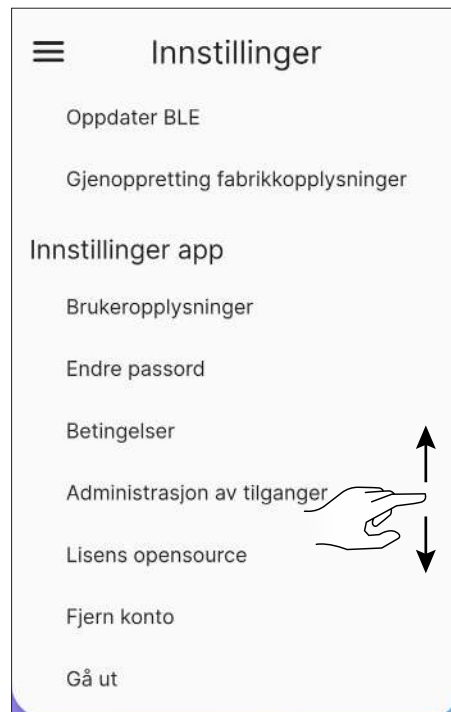 Innstillinger
Oppdater BLE
Gjenoppretting fabrikkopplysninger
Innstillinger app
Brukeropplysninger
Endre passord
Betingelser
Administrasjon av tilganger
Lisens opensource
Fjern konto
Gå ut